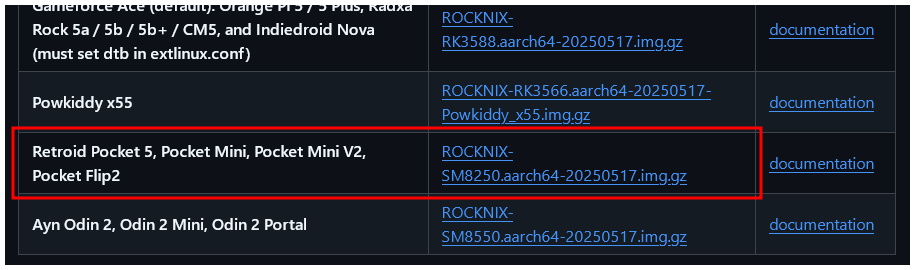 Gameforce Ace (default). Orange Pi 5 / 5 Plus, Radxa
Rock 5a / 5b / 5b+ / CM5, and Indiedroid Nova
(must set dtb in extlinux.conf)
ROCKNIX-
RK3588.aarch64-20250517.img.gz
documentation
Powkiddy x55
ROCKNIX-RK3566.aarch64-20250517-
Powkiddy_x55.img.gz
documentation
Retroid Pocket 5, Pocket Mini, Pocket Mini V2,
Pocket Flip2
ROCKNIX-
SM8250.aarch64-20250517.img.gz
documentation
Ayn Odin 2, Odin 2 Mini, Odin 2 Portal
ROCKNIX-
SM8550.aarch64-20250517.img.gz
documentation